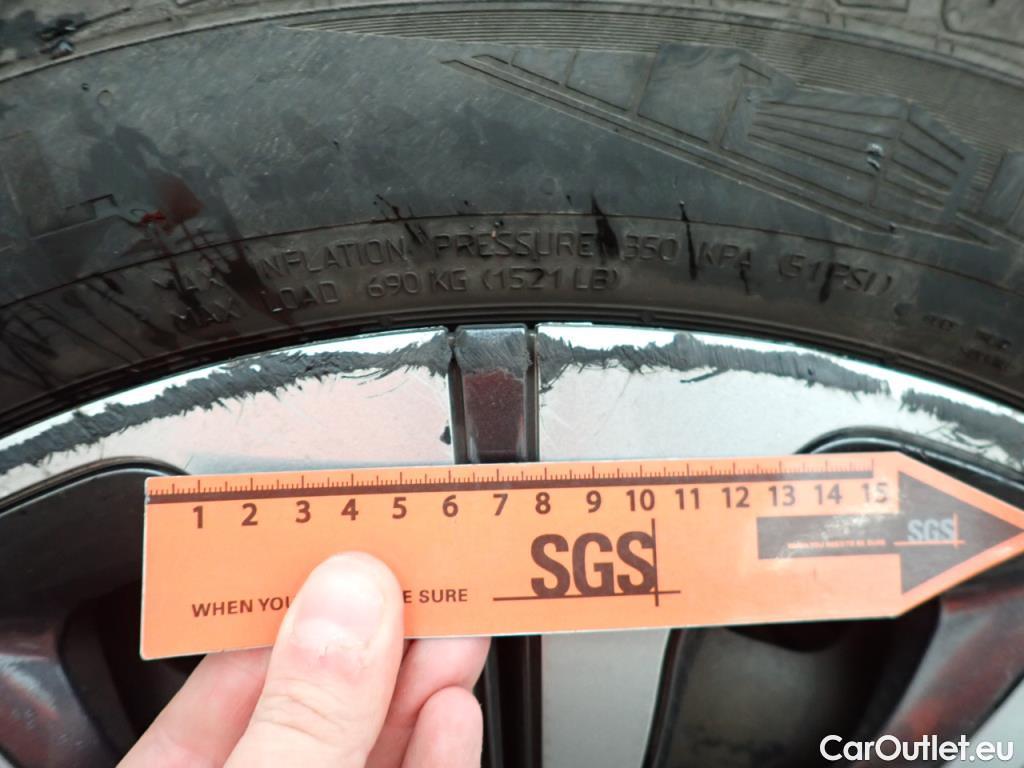 MAX INFLATION PRESSURE 350 KPA (51 PSI)
MAX LOAD 690 KG (1521 LB)
1 2 3 4 5 6 7 8 9 10 11 12 13 14 15
SGS
SGS
WHEN YOU E SURE
CarOutlet.eu